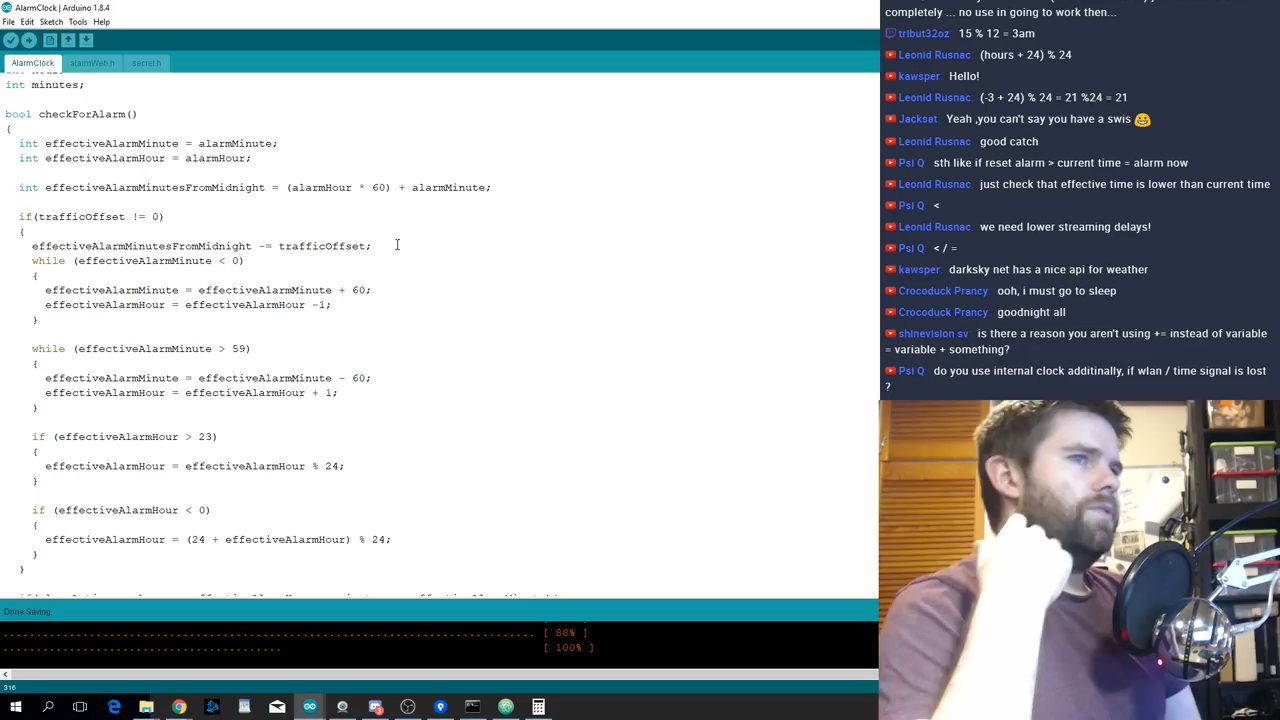 AlarmClock | Arduino 1.8.4
File Edit Sketch Tools Help
AlarmClock alarmWeb.h secret.h
int minutes;
bool checkForAlarm()
{
int effectiveAlarmMinute = alarmMinute;
int effectiveAlarmHour = alarmHour;
int effectiveAlarmMinutesFromMidnight = (alarmHour * 60) + alarmMinute;
if(trafficOffset != 0)
{
effectiveAlarmMinutesFromMidnight -= trafficOffset;
while (effectiveAlarmMinute < 0)
{
effectiveAlarmMinute = effectiveAlarmMinute + 60;
effectiveAlarmHour = effectiveAlarmHour -1;
}
while (effectiveAlarmMinute > 59)
{
effectiveAlarmMinute = effectiveAlarmMinute - 60;
effectiveAlarmHour = effectiveAlarmHour + 1;
}
if (effectiveAlarmHour > 23)
{
effectiveAlarmHour = effectiveAlarmHour % 24;
}
if (effectiveAlarmHour < 0)
{
effectiveAlarmHour = (24 + effectiveAlarmHour) % 24;
}
}
Done Saving.
[ 88% ]
[ 100% ]
316
completely ... no use in going to work then...
tribut32oz 15 % 12 = 3am
Leonid Rusnac (hours + 24) % 24
kawsper Hello!
Leonid Rusnac (-3 + 24) % 24 = 21 %24 = 21
Jacksat Yeah ,you can't say you have a swis
Leonid Rusnac good catch
Psi Q sth like if reset alarm > current time = alarm now
Leonid Rusnac just check that effective time is lower than current time
Psi Q <
Leonid Rusnac we need lower streaming delays!
Psi Q < / =
kawsper darksky net has a nice api for weather
Crocoduck Prancy ooh, i must go to sleep
Crocoduck Prancy goodnight all
shinevision sv is there a reason you aren't using += instead of variable
= variable + something?
Psi Q do you use internal clock additinally, if wlan / time signal is lost
?